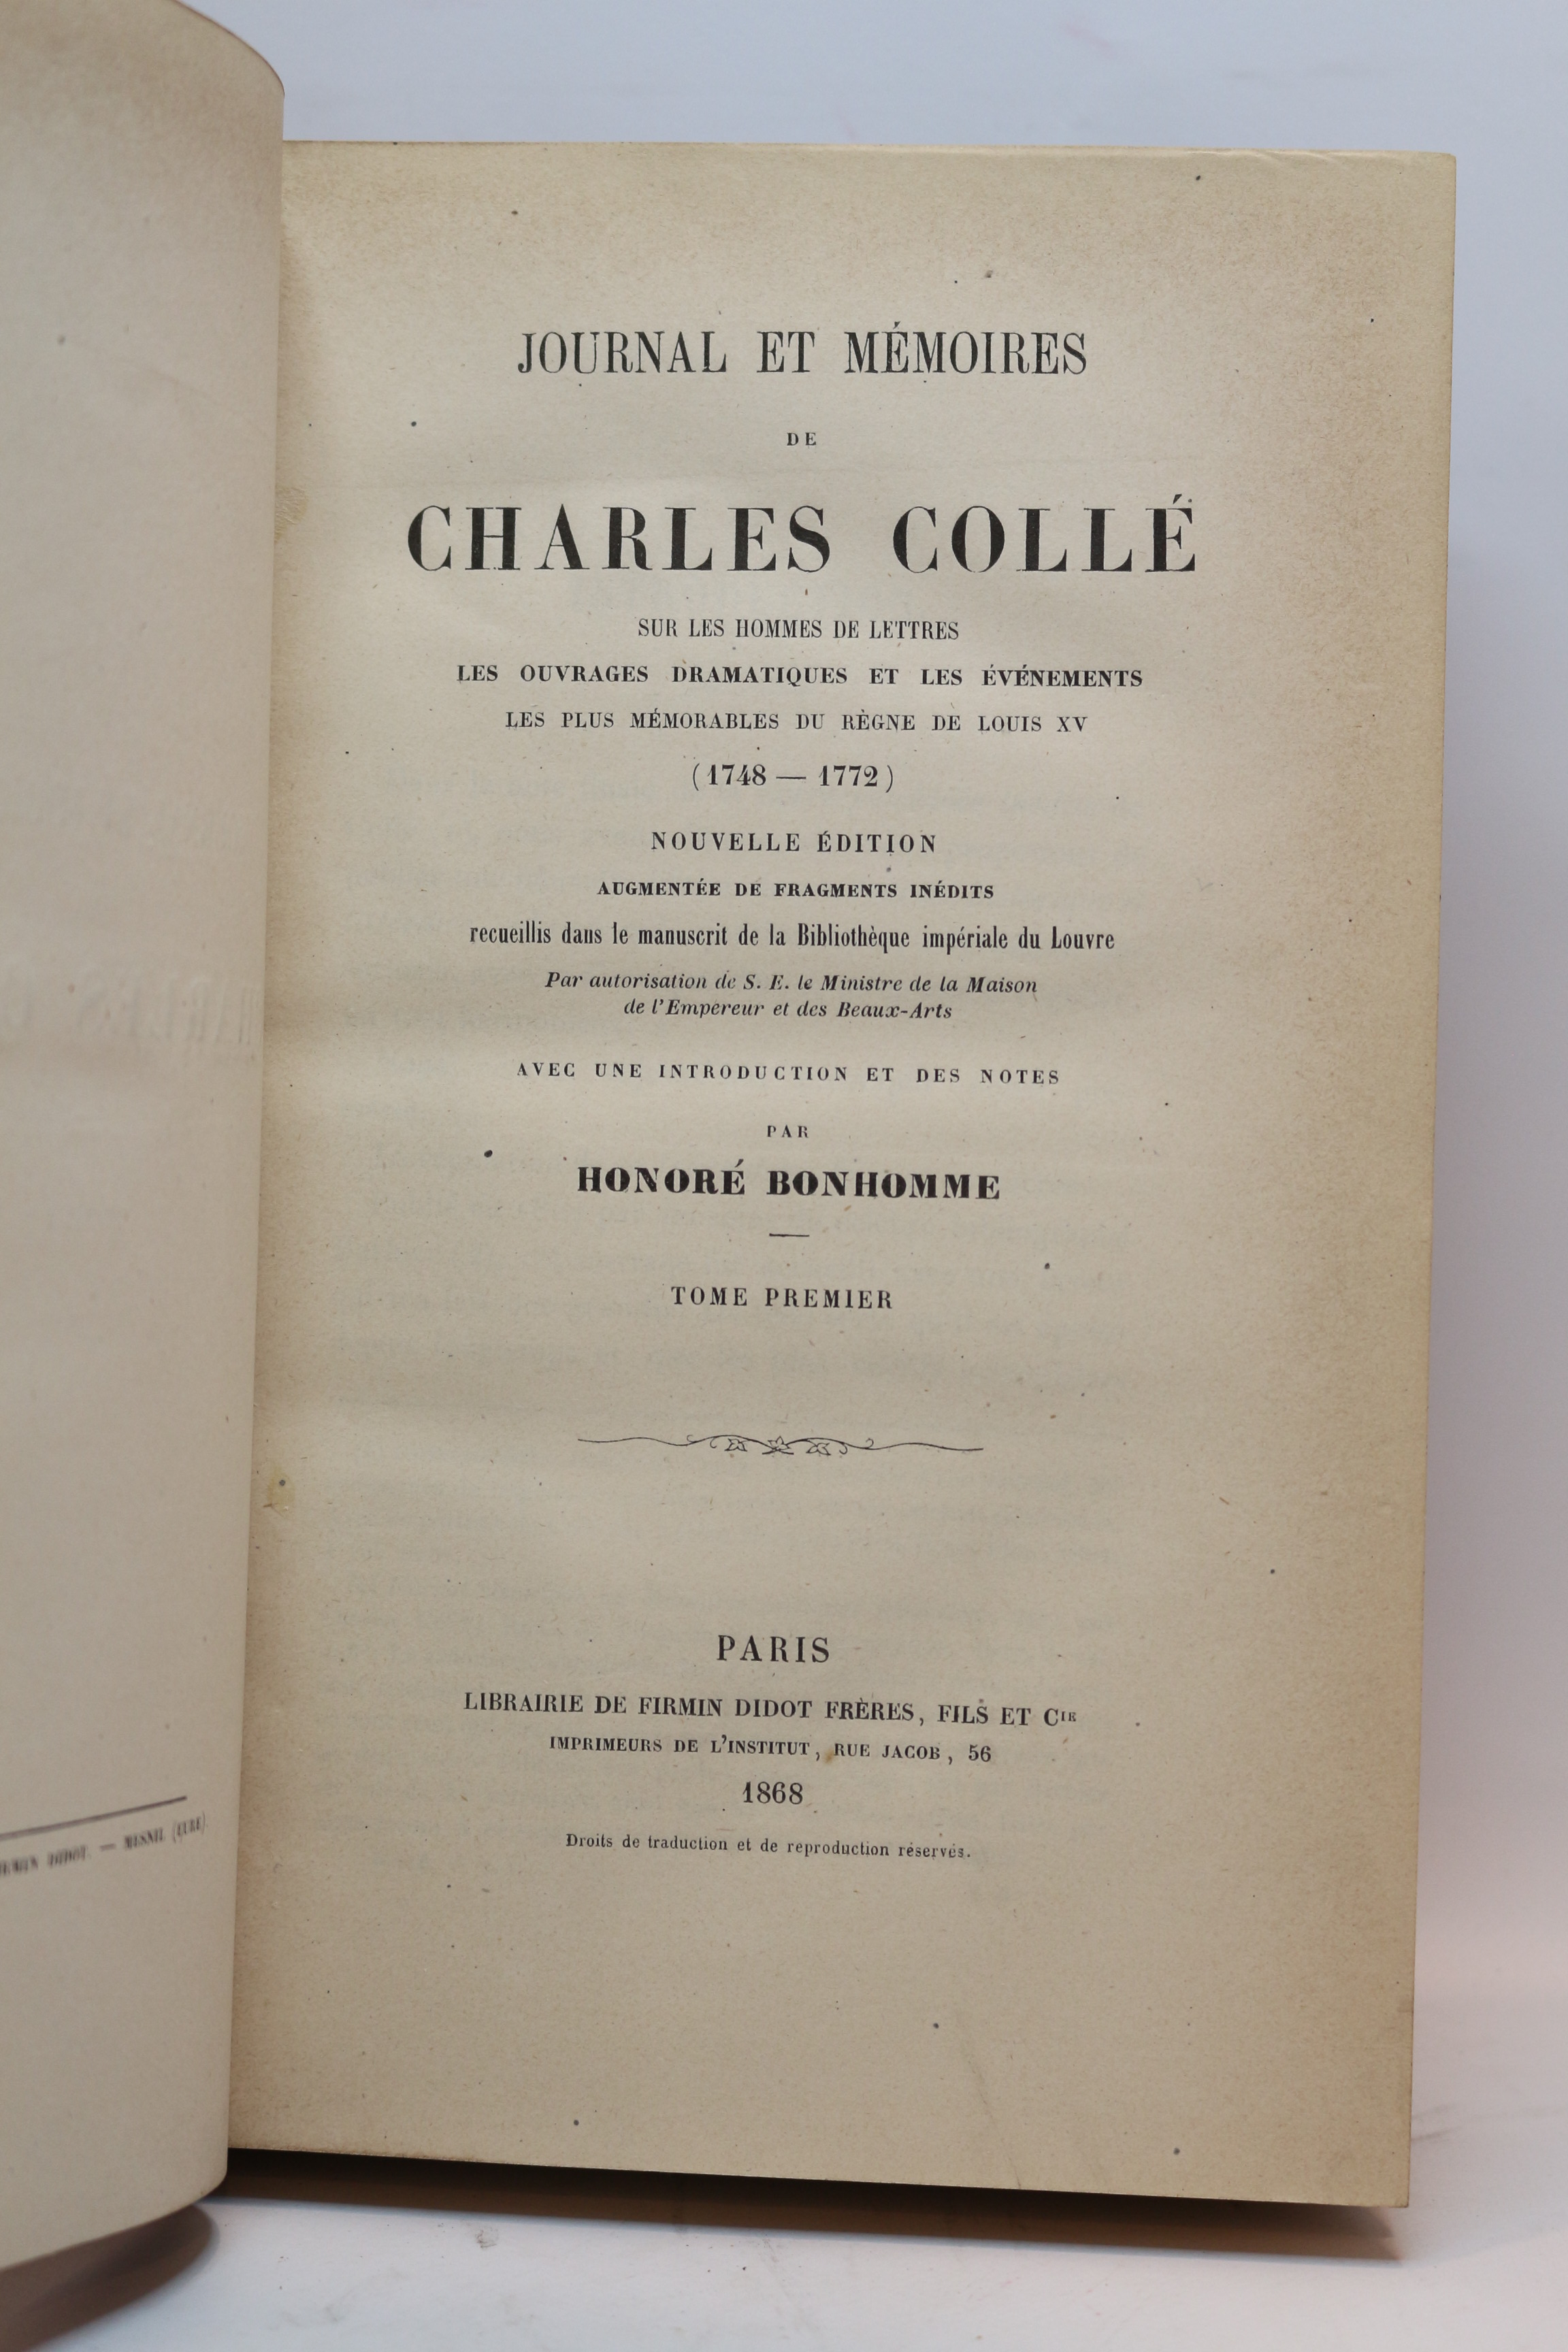 JOURNAL ET MÉMOIRES
DE
CHARLES COLLÉ
SUR LES HOMMES DE LETTRES
LES OUVRAGES DRAMATIQUES ET LES ÉVÉNEMENTS
LES PLUS MÉMORABLES DU RÈGNE DE LOUIS XV
(1748 — 1772)
NOUVELLE ÉDITION
AUGMENTÉE DE FRAGMENTS INÉDITS
recueillis dans le manuscrit de la Bibliothèque impériale du Louvre
Par autorisation de S. E. le Ministre de la Maison
de l'Empereur et des Beaux-Arts
AVEC UNE INTRODUCTION ET DES NOTES
PAR
HONORÉ BONHOMME
TOME PREMIER
PARIS
LIBRAIRIE DE FIRMIN DIDOT FRÈRES, FILS ET Cie
IMPRIMEURS DE L'INSTITUT, RUE JACOB, 56
1868
Droits de traduction et de reproduction réservés.
DIDOT. — MESNIL (EURE)